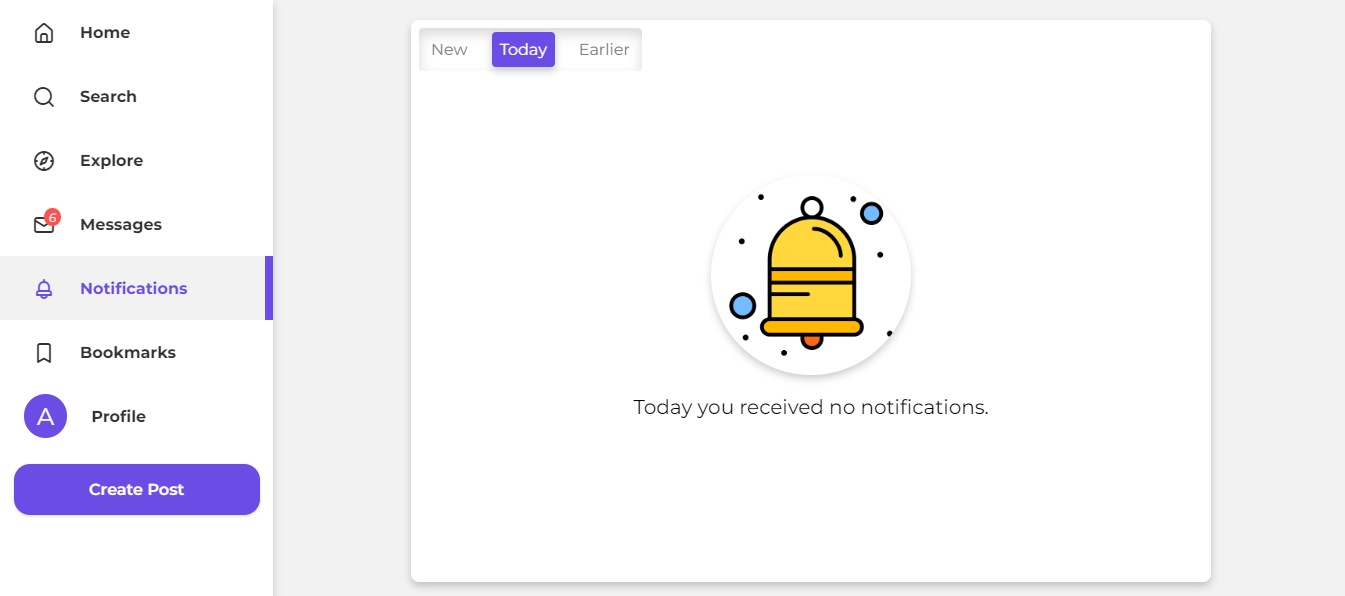 Home
Search
Explore
6
Messages
Notifications
Bookmarks
A
Profile
Create Post
New Today Earlier
Today you received no notifications.